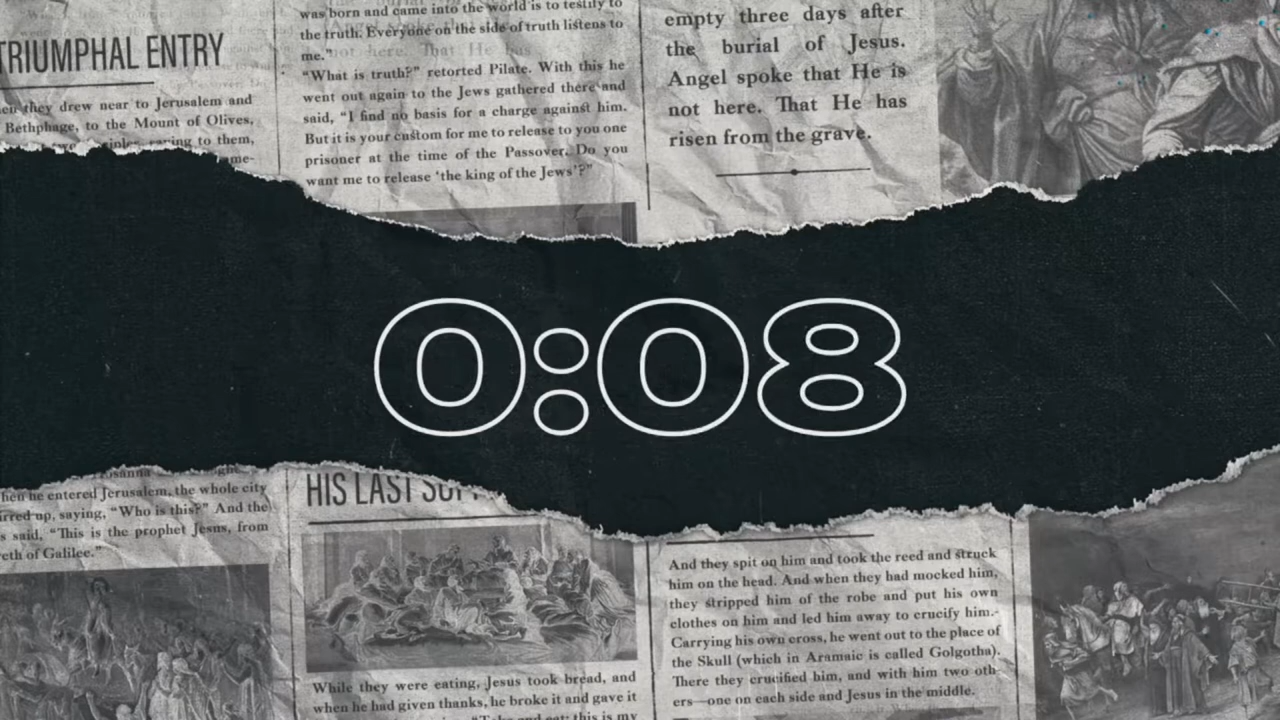 TRIUMPHAL ENTRY
they drew near to Jerusalem and
Bethphage, to the Mount of Olives,
to them,
was born and came into the world is to testify to
the truth. Everyone on the side of truth listens to
me."
"What is truth?" retorted Pilate. With this he
went out again to the Jews gathered there and
said, "I find no basis for a charge against him.
But it is your custom for me to release to you one
prisoner at the time of the Passover. Do you
want me to release 'the king of the Jews'?"
empty three days after
the burial of Jesus.
Angel spoke that He is
not here. That He has
risen from the grave.
0:08
he entered Jerusalem, the whole city
up, saying, "Who is this?" And the
said, "This is the prophet Jesus, from
of Galilee."
HIS LAST
While they were eating, Jesus took bread, and
when he had given thanks, he broke it and gave it
this is my
And they spit on him and took the reed and struck
him on the head. And when they had mocked him,
they stripped him of the robe and put his own
clothes on him and led him away to crucify him.-
Carrying his own cross, he went out to the place of
the Skull (which in Aramaic is called Golgotha).
There they crucified him, and with him two oth-
ers—one on each side and Jesus in the middle.